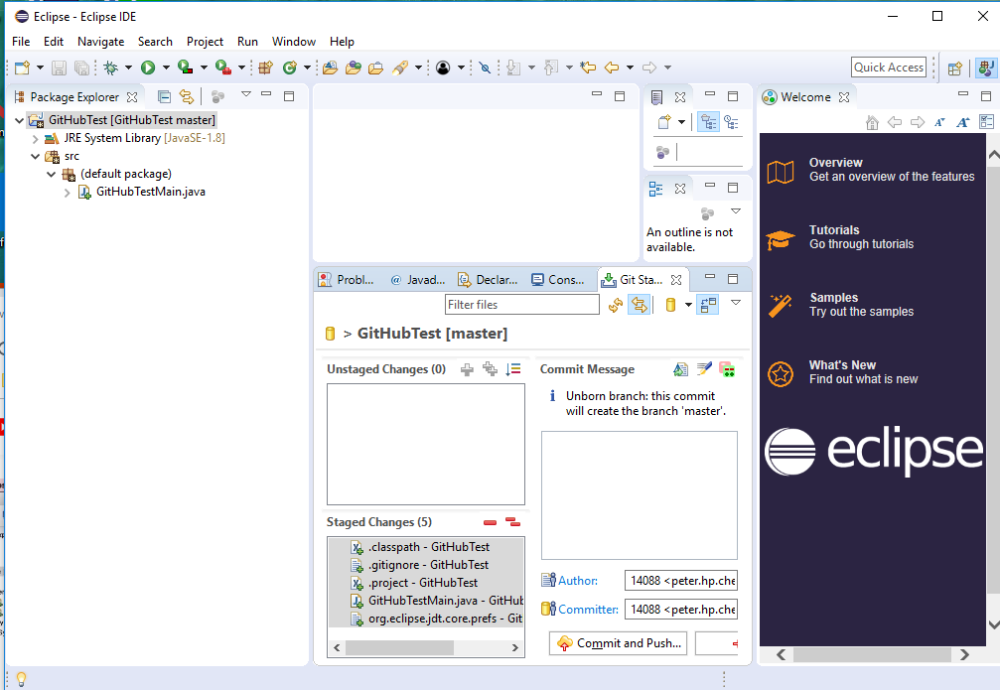 Eclipse - Eclipse IDE
File Edit Navigate Search Project Run Window Help
Quick Access
Package Explorer
GitHubTest [GitHubTest master]
JRE System Library [JavaSE-1.8]
src
(default package)
GitHubTestMain.java
An outline is not
available.
Probl... @ Javad... Declar... Cons... Git Sta...
Filter files
> GitHubTest [master]
Unstaged Changes (0)
Staged Changes (5)
.classpath - GitHubTest
.gitignore - GitHubTest
.project - GitHubTest
GitHubTestMain.java - GitHub
org.eclipse.jdt.core.prefs - Git
Commit Message
Unborn branch: this commit
will create the branch 'master'.
Author: 14088 <peter.hp.che
Committer: 14088 <peter.hp.che
Commit and Push...
Welcome
Overview
Get an overview of the features
Tutorials
Go through tutorials
Samples
Try out the samples
What's New
Find out what is new
eclipse